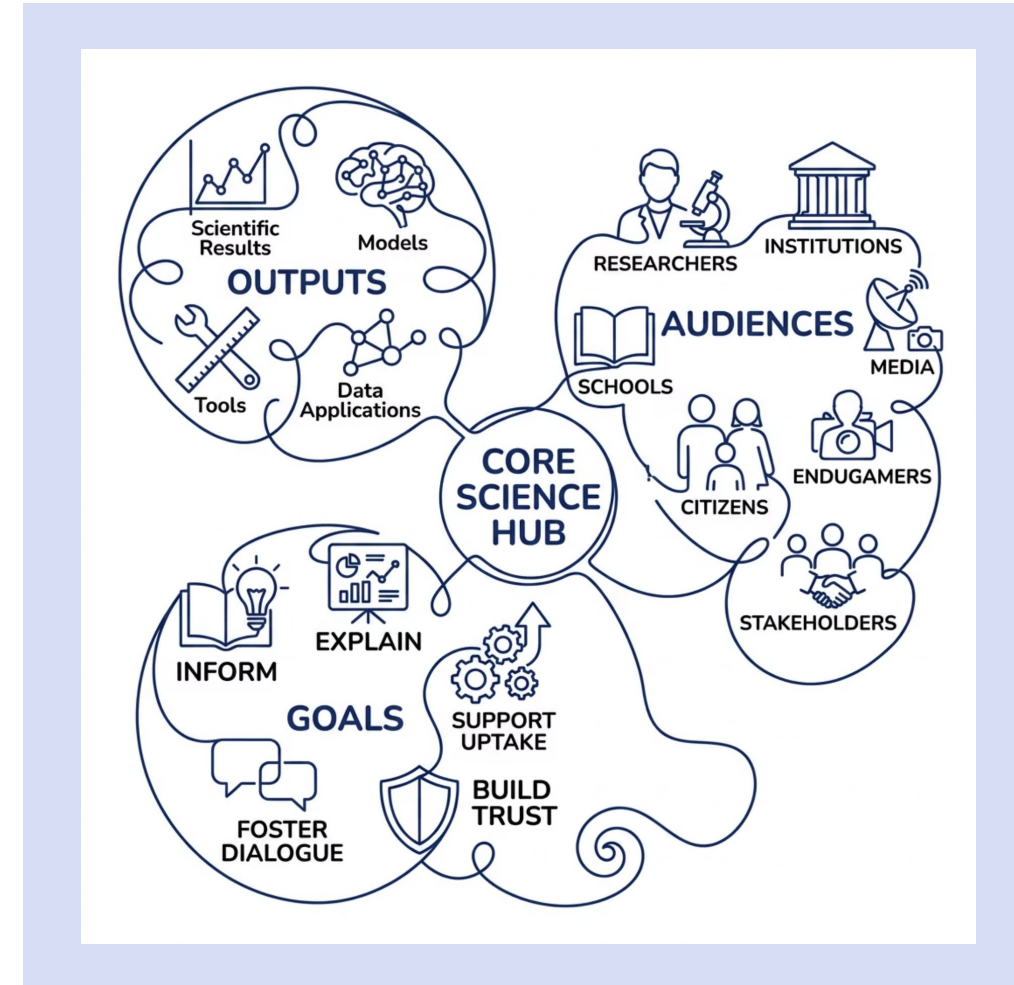 Scientific
Results
Models
OUTPUTS
Tools
Data
Applications
RESEARCHERS
INSTITUTIONS
AUDIENCES
SCHOOLS
MEDIA
CITIZENS
ENDUGAMERS
STAKEHOLDERS
CORE
SCIENCE
HUB
INFORM
EXPLAIN
GOALS
SUPPORT
UPTAKE
FOSTER
DIALOGUE
BUILD
TRUST